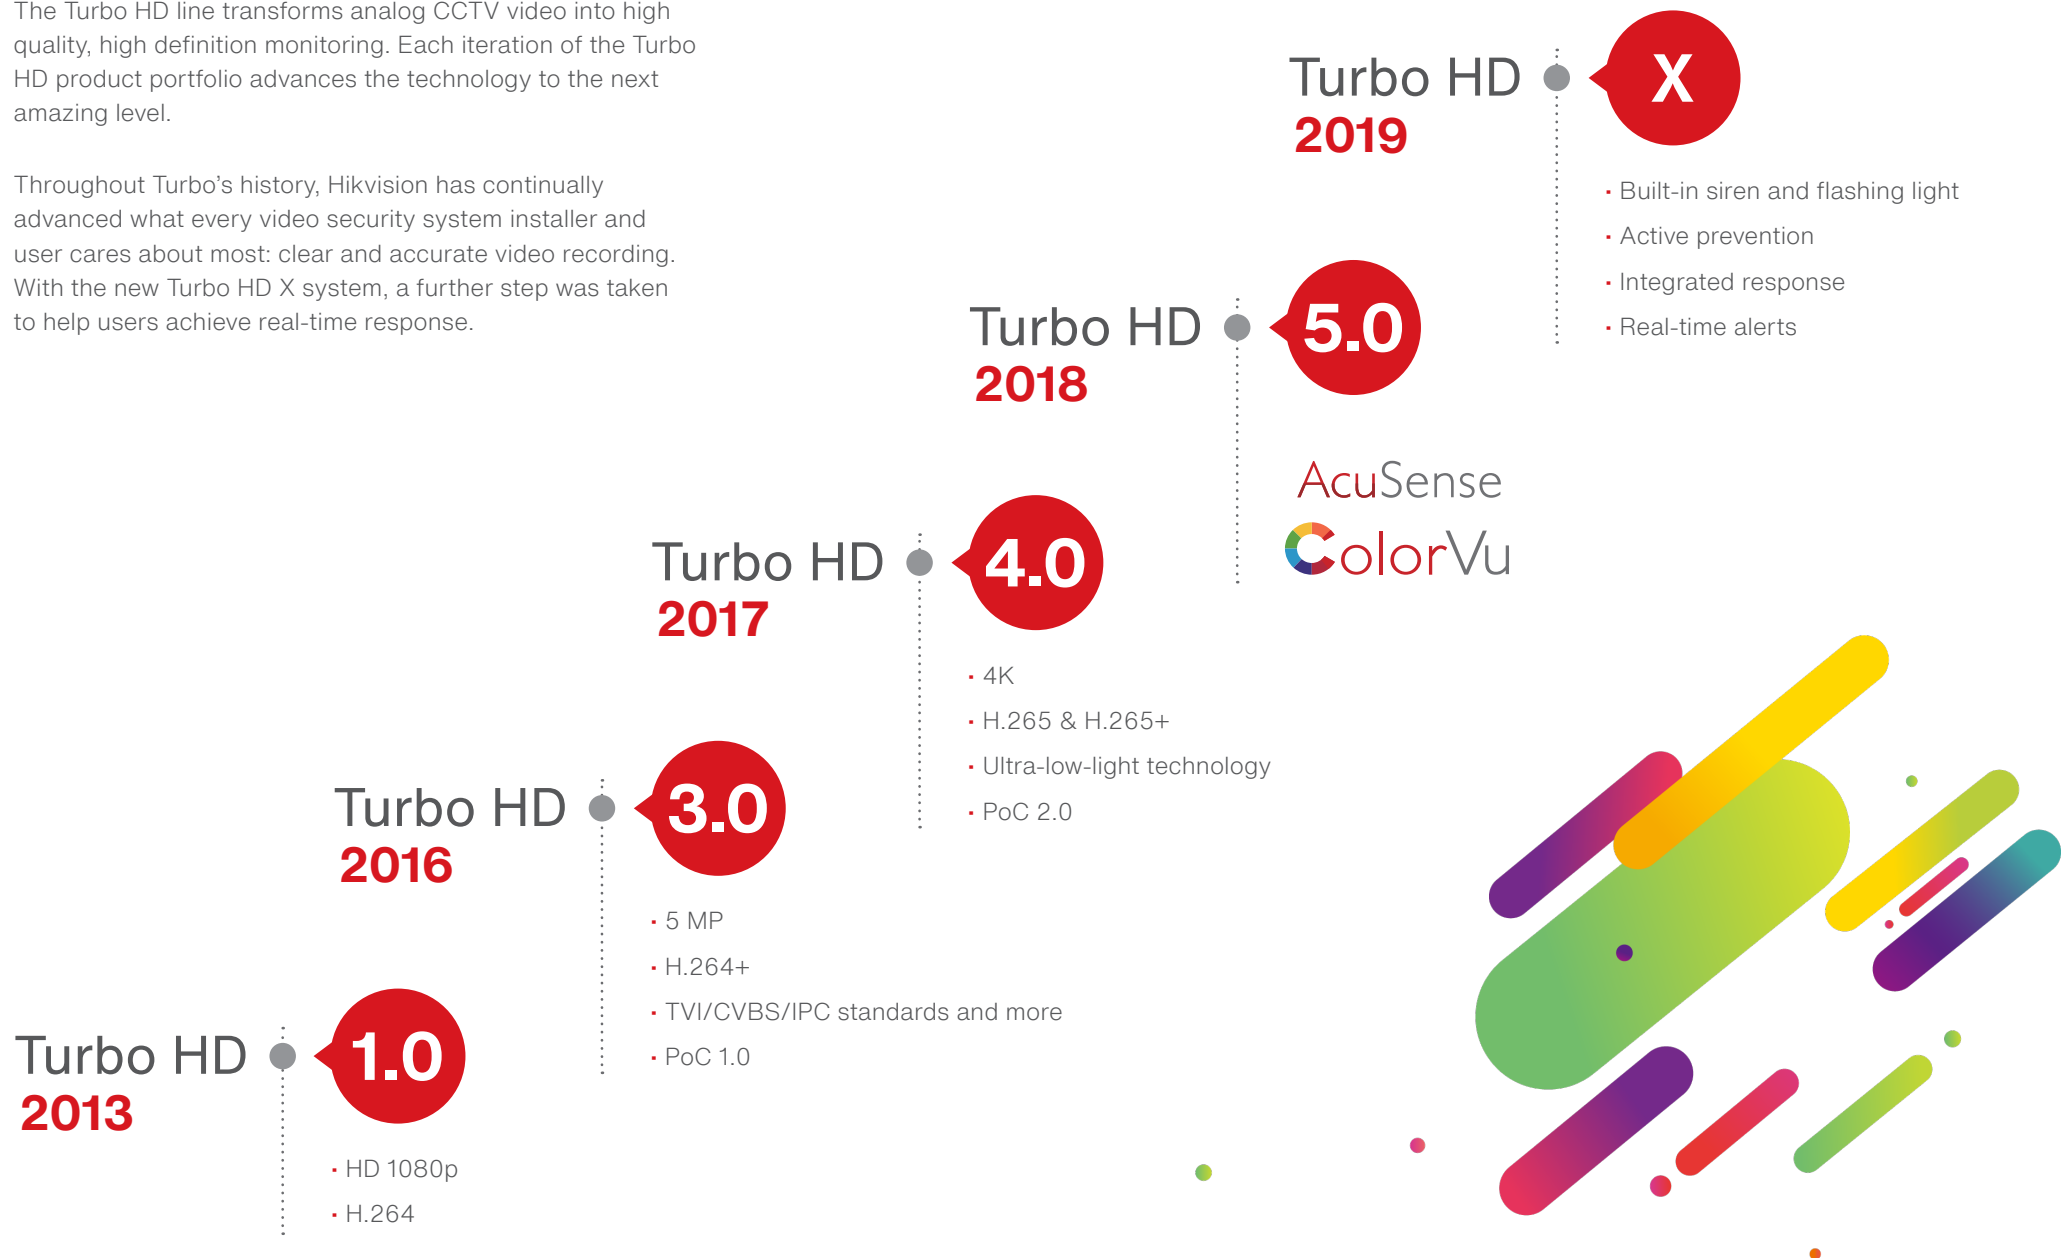 The Turbo HD line transforms analog CCTV video into high
quality, high definition monitoring. Each iteration of the Turbo
HD product portfolio advances the technology to the next
amazing level.
Throughout Turbo's history, Hikvision has continually
advanced what every video security system installer and
user cares about most: clear and accurate video recording.
With the new Turbo HD X system, a further step was taken
to help users achieve real-time response.
Turbo HD
2019
X
· Built-in siren and flashing light
· Active prevention
· Integrated response
· Real-time alerts
Turbo HD
2018
5.0
AcuSense
ColorVu
Turbo HD
2017
4.0
· 4K
· H.265 & H.265+
· Ultra-low-light technology
· PoC 2.0
Turbo HD
2016
3.0
· 5 MP
· H.264+
· TVI/CVBS/IPC standards and more
· PoC 1.0
Turbo HD
2013
1.0
· HD 1080p
· H.264